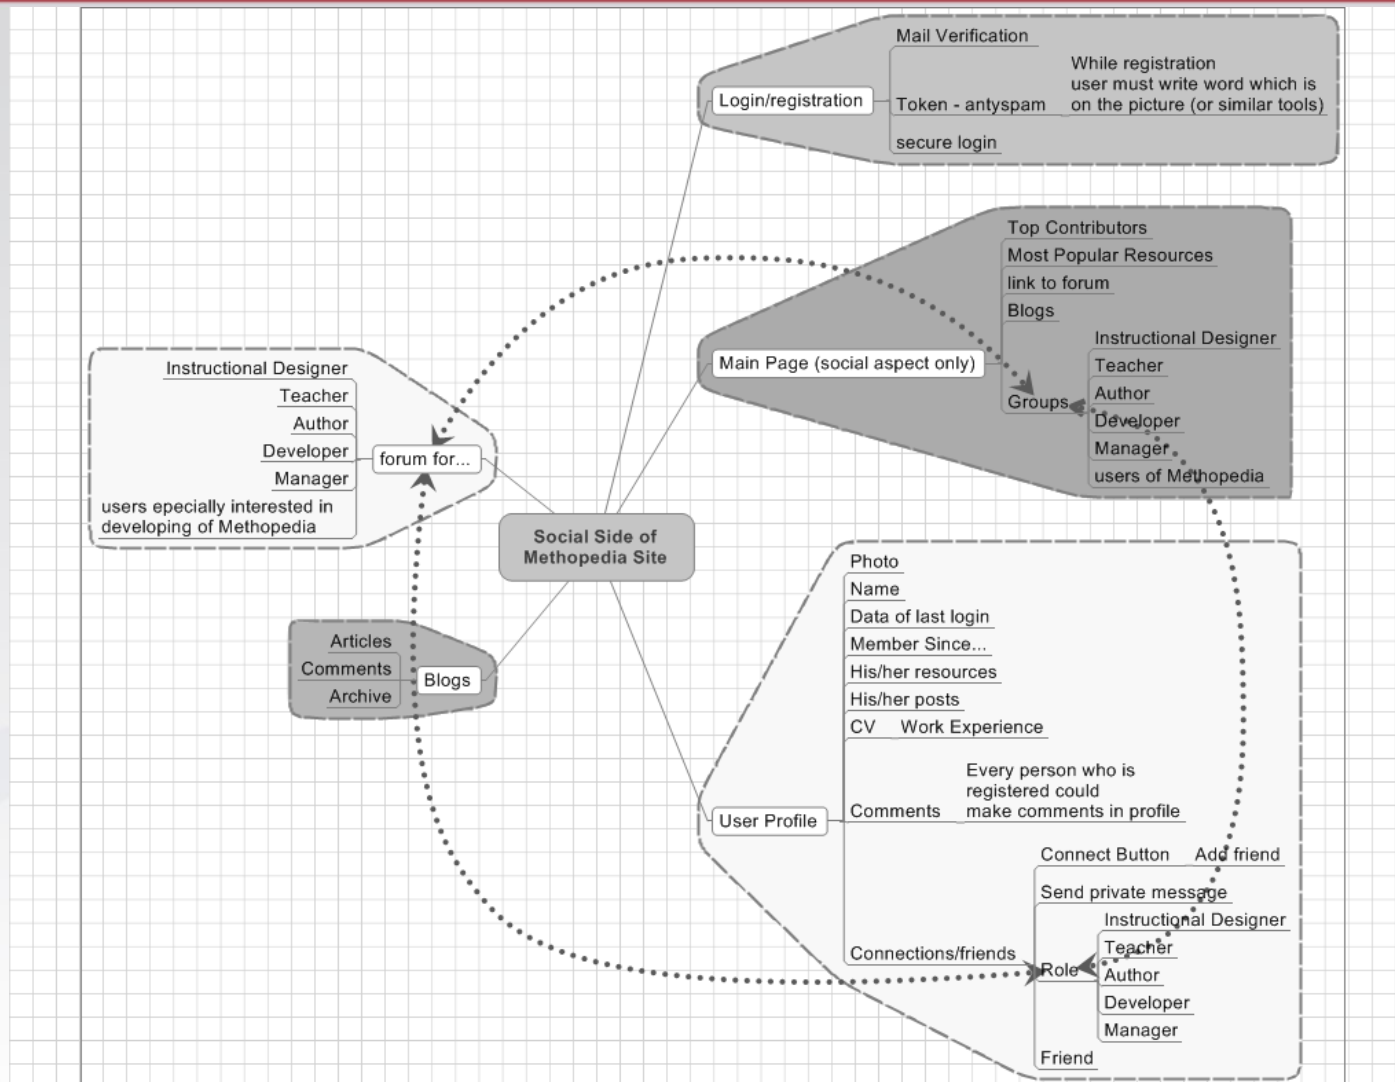 Mail Verification
While registration
user must write word which is
on the picture (or similar tools)
Login/registration
Token - antyspam
secure login
Top Contributors
Most Popular Resources
link to forum
Blogs
Main Page (social aspect only)
Groups
Instructional Designer
Teacher
Author
Developer
Manager
users of Methopedia
Instructional Designer
Teacher
Author
Developer
Manager
users epecially interested in
developing of Methopedia
forum for...
Social Side of
Methopedia Site
Articles
Comments
Archive
Blogs
Photo
Name
Data of last login
Member Since...
His/her resources
His/her posts
CV Work Experience
Every person who is
registered could
make comments in profile
Comments
User Profile
Connect Button Add friend
Send private message
Connections/friends
Role
Instructional Designer
Teacher
Author
Developer
Manager
Friend